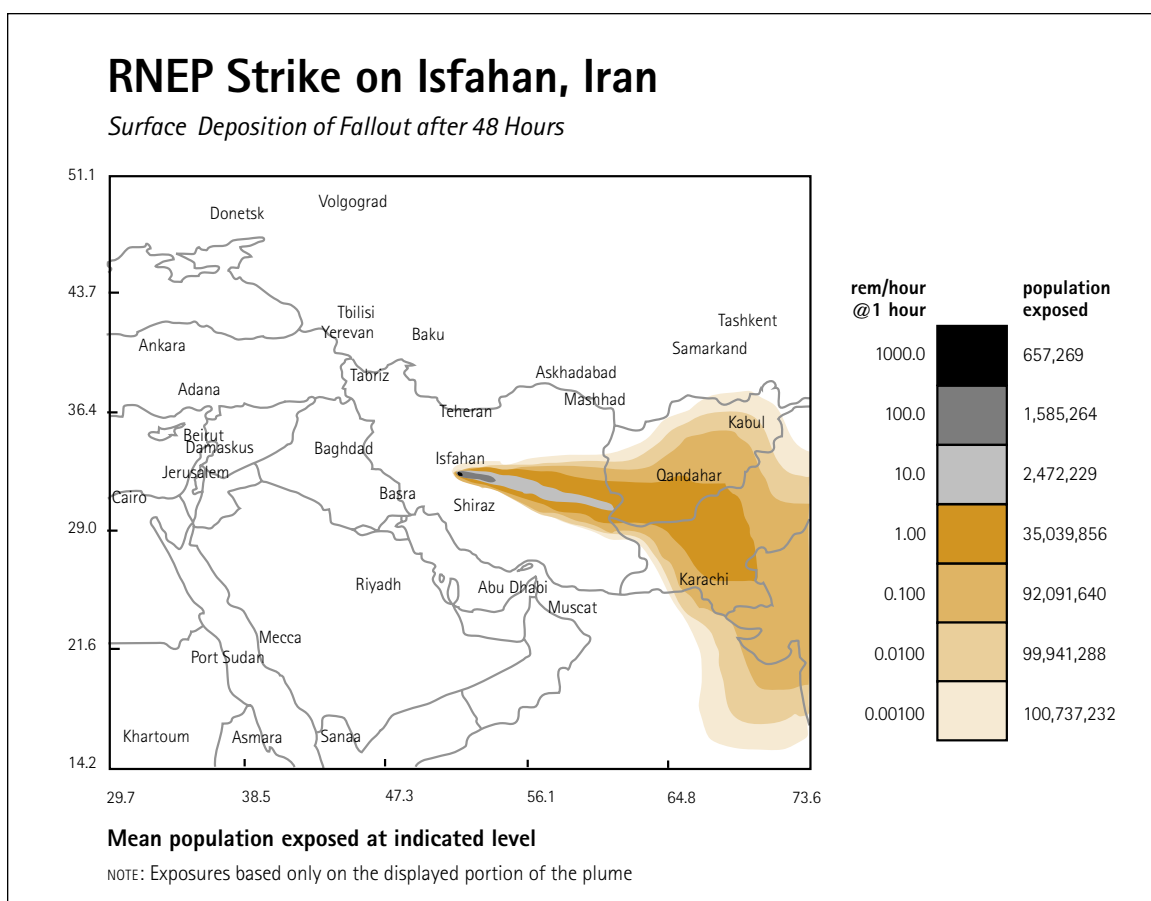 RNEP Strike on Isfahan, Iran
Surface Deposition of Fallout after 48 Hours
51.1
43.7
36.4
29.0
21.6
14.2
29.7 38.5 47.3 56.1 64.8 73.6
Volgograd
Donetsk
Tbilisi
Yerevan
Baku
Tashkent
Ankara
Samarkand
Tabriz
Askhadabad
Adana
Mashhad
Teheran
Kabul
Beirut
Damaskus
Baghdad
Isfahan
Jerusalem
Qandahar
Cairo
Basra
Shiraz
Riyadh
Abu Dhabi
Karachi
Muscat
Mecca
Port Sudan
Khartoum
Asmara
Sanaa
rem/hour
@1 hour
population
exposed
1000.0 657,269
100.0 1,585,264
10.0 2,472,229
1.00 35,039,856
0.100 92,091,640
0.0100 99,941,288
0.00100 100,737,232
Mean population exposed at indicated level
NOTE: Exposures based only on the displayed portion of the plume